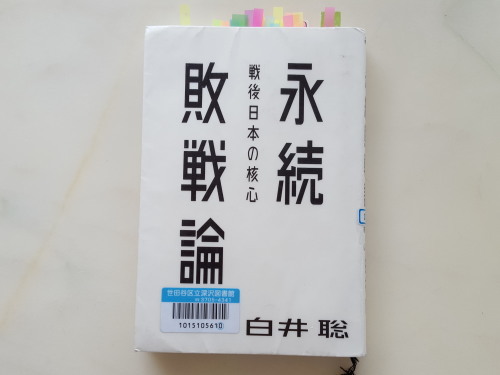 永続
敗戦論
戦後日本の核心
白井 聡
世田谷区立深沢図書館
1015105610